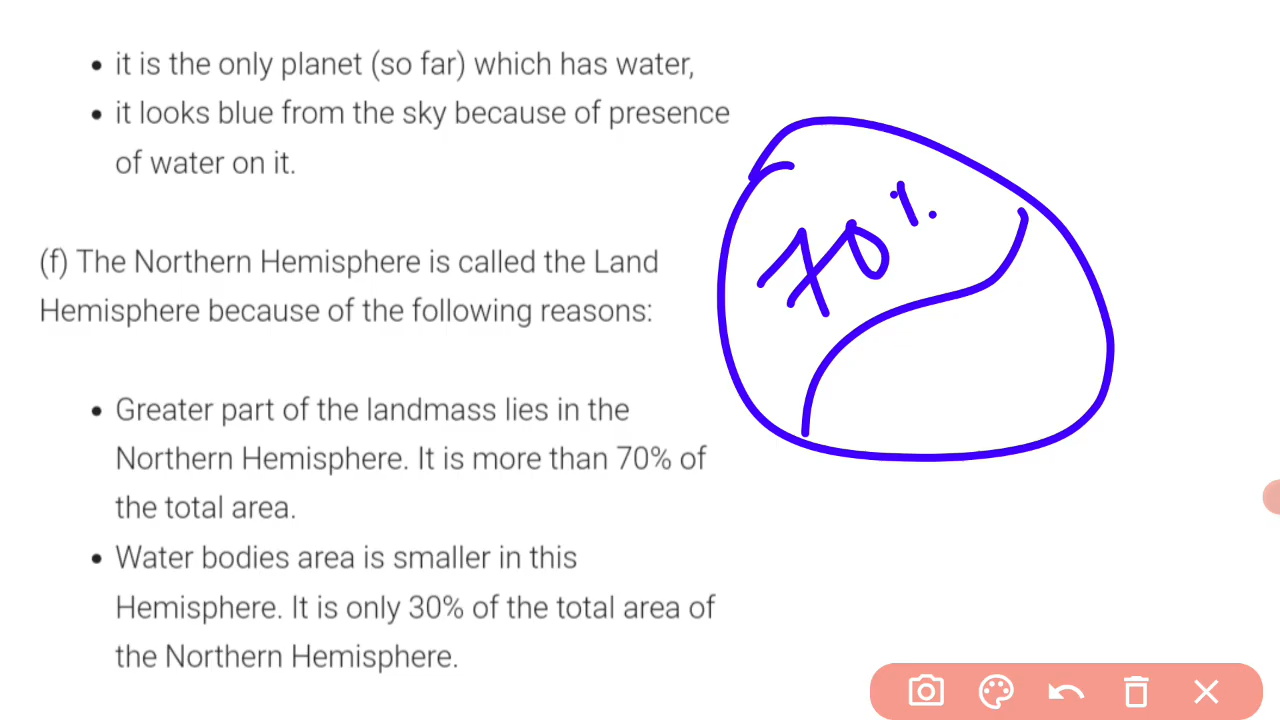 • it is the only planet (so far) which has water,
• it looks blue from the sky because of presence
of water on it.
(f) The Northern Hemisphere is called the Land
Hemisphere because of the following reasons:
• Greater part of the landmass lies in the
Northern Hemisphere. It is more than 70% of
the total area.
• Water bodies area is smaller in this
Hemisphere. It is only 30% of the total area of
the Northern Hemisphere.
70%